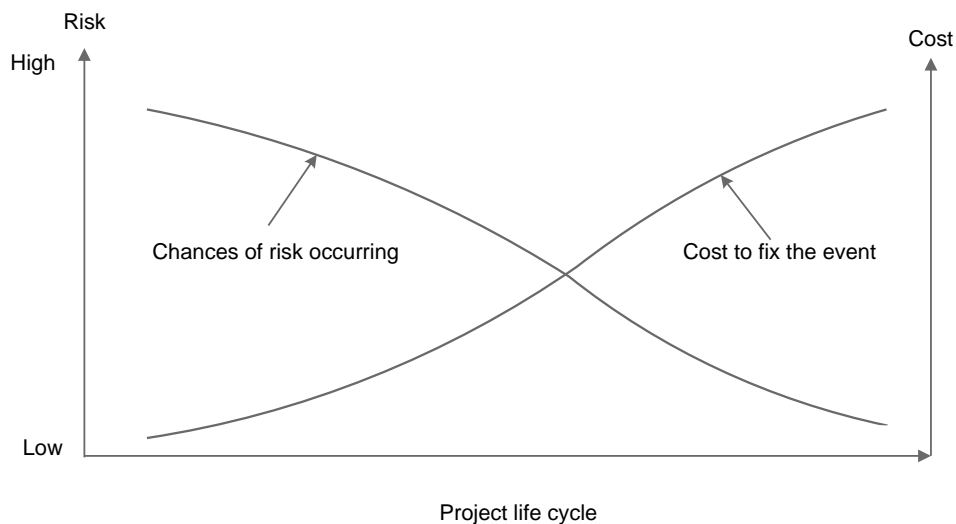 Risk
Cost
High
Chances of risk occurring
Cost to fix the event
Low
Project life cycle